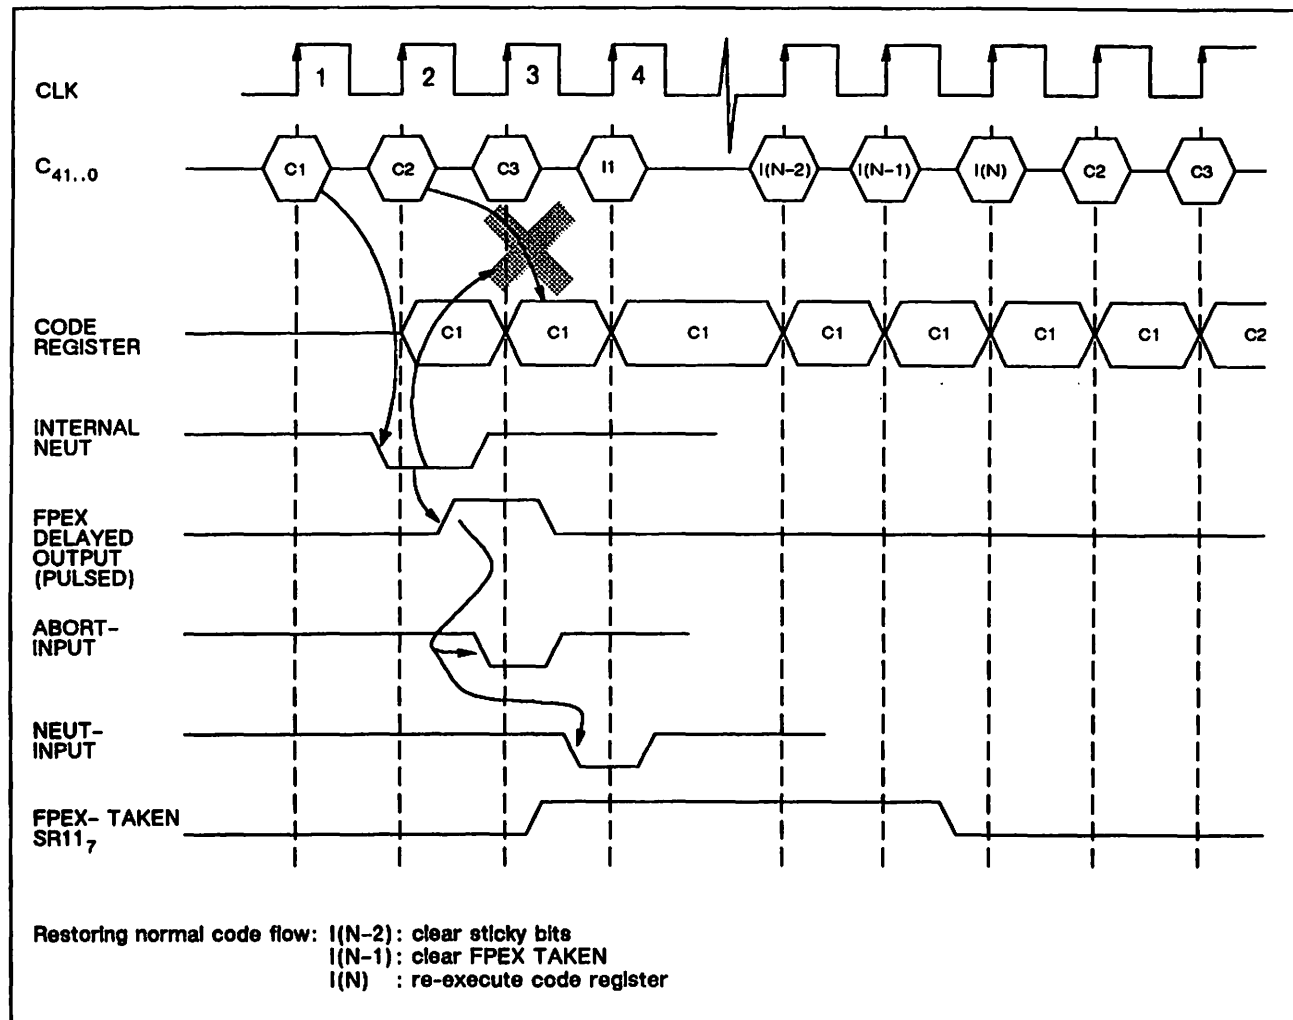 1 2 3 4
CLK
C41..0
C1 C2 C3 I1 I(N-2) I(N-1) I(N) C2 C3
CODE
REGISTER
C1 C1 C1 C1 C1 C1 C1 C2
INTERNAL
NEUT
FPEX
DELAYED
OUTPUT
(PULSED)
ABORT-
INPUT
NEUT-
INPUT
FPEX- TAKEN
SR117
Restoring normal code flow: I(N-2): clear sticky bits
I(N-1): clear FPEX TAKEN
I(N) : re-execute code register